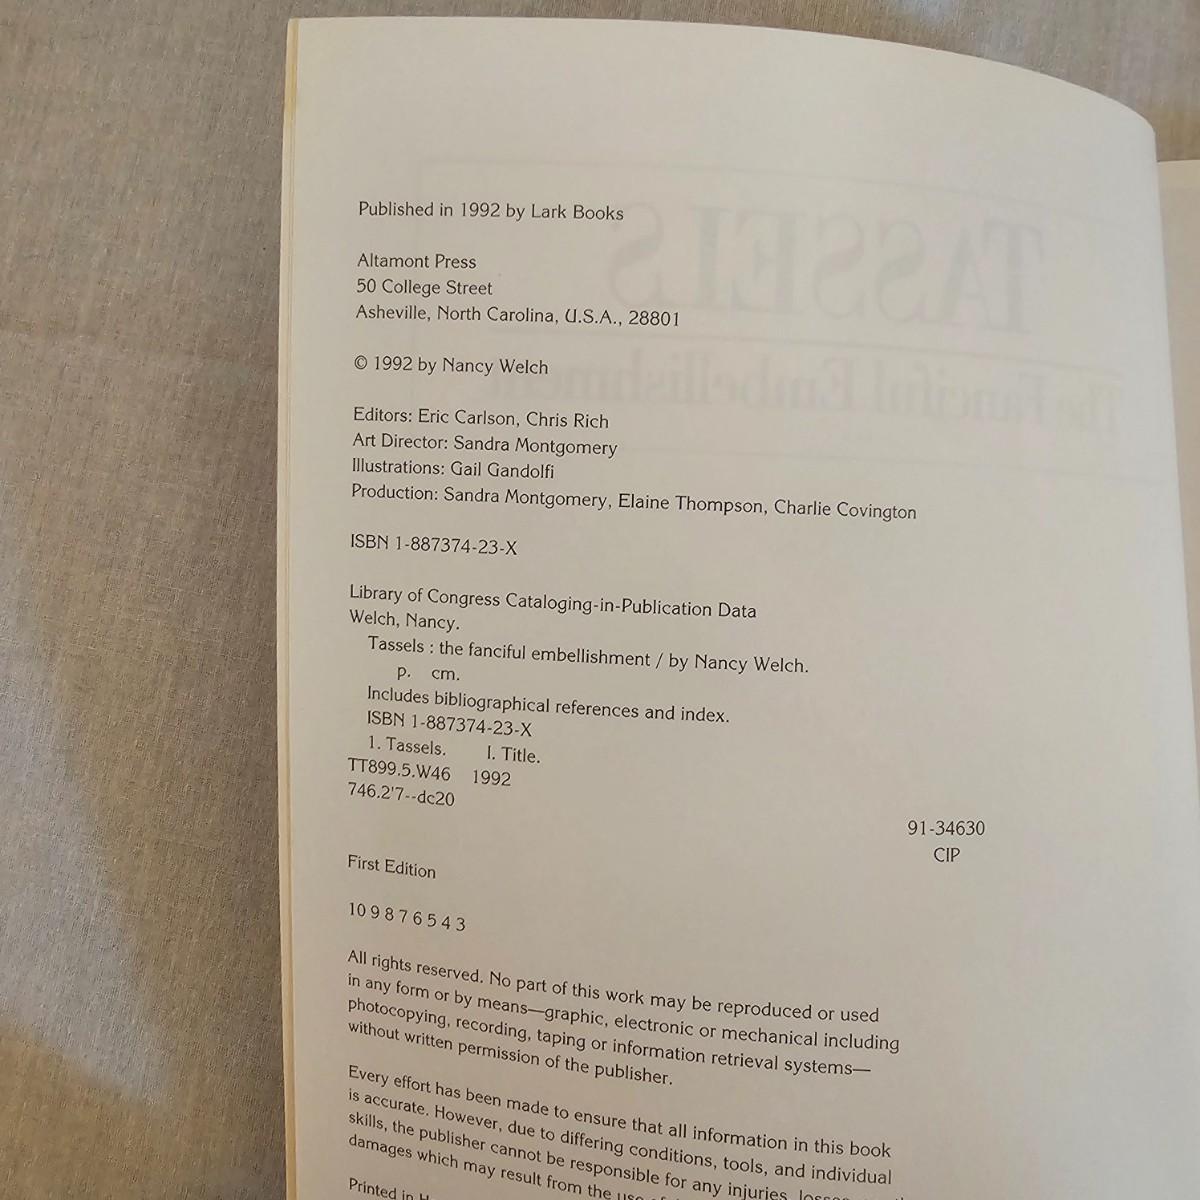 Published in 1992 by Lark Books
Altamont Press
50 College Street
Asheville, North Carolina, U.S.A., 28801
© 1992 by Nancy Welch
Editors: Eric Carlson, Chris Rich
Art Director: Sandra Montgomery
Illustrations: Gail Gandolfi
Production: Sandra Montgomery, Elaine Thompson, Charlie Covington
ISBN 1-887374-23-X
Library of Congress Cataloging-in-Publication Data
Welch, Nancy.
Tassels : the fanciful embellishment / by Nancy Welch.
p. cm.
Includes bibliographical references and index.
ISBN 1-887374-23-X
1. Tassels. I. Title.
TT899.5.W46 1992
746.2'7--dc20
91-34630
CIP
First Edition
10 9 8 7 6 5 4 3
All rights reserved. No part of this work may be reproduced or used
in any form or by means—graphic, electronic or mechanical including
photocopying, recording, taping or information retrieval systems—
without written permission of the publisher.
Every effort has been made to ensure that all information in this book
is accurate. However, due to differing conditions, tools, and individual
skills, the publisher cannot be responsible for any injuries, losses,
damages which may result from the use
Printed in
TASSELS
The Fanciful Embellishment